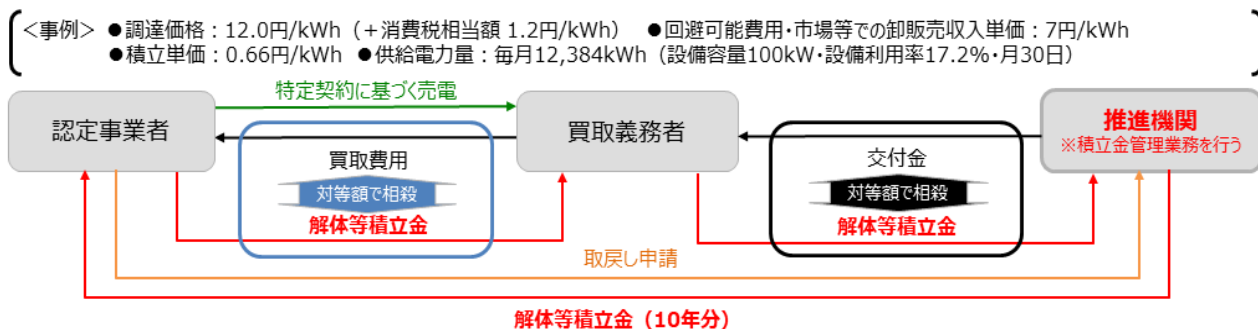 ＜事例＞ ●調達価格：12.0円/kWh（＋消費税相当額 1.2円/kWh） ●回避可能費用・市場等での卸販売収入単価：7円/kWh
●積立単価：0.66円/kWh ●供給電力量：毎月12,384kWh（設備容量100kW・設備利用率17.2%・月30日）
特定契約に基づく売電
認定事業者
買取義務者
推進機関
※積立金管理業務を行う
買取費用
交付金
対等額で相殺
対等額で相殺
解体等積立金
解体等積立金
取戻し申請
解体等積立金（10年分）